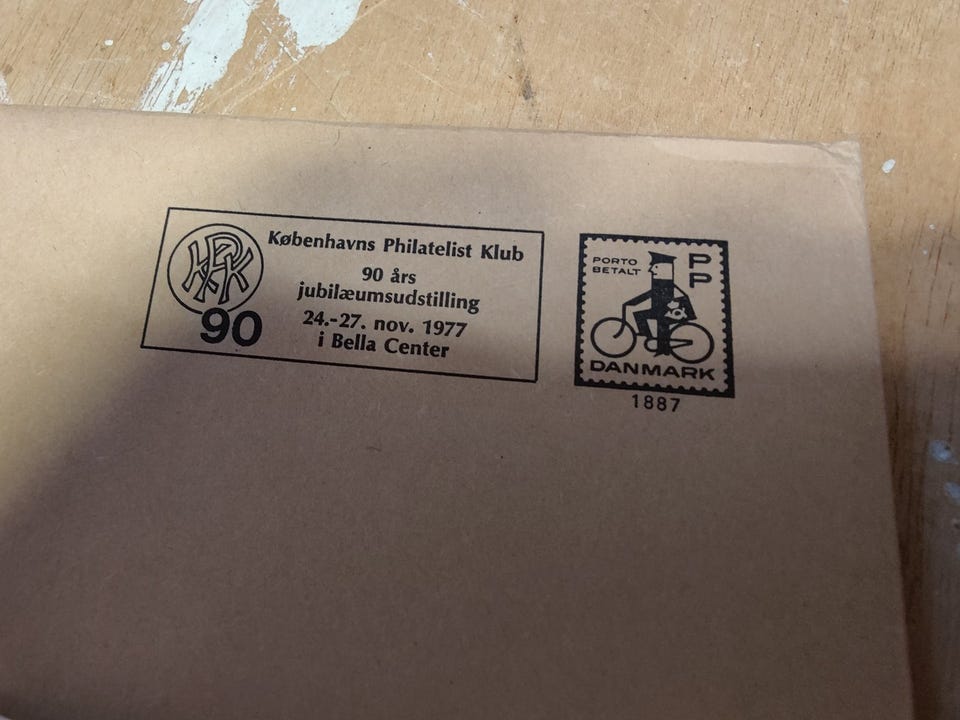 KPK
90
Københavns Philatelist Klub
90 års
jubilæumsudstilling
24.-27. nov. 1977
i Bella Center
PORTO
BETALT
P
P
DANMARK
1887